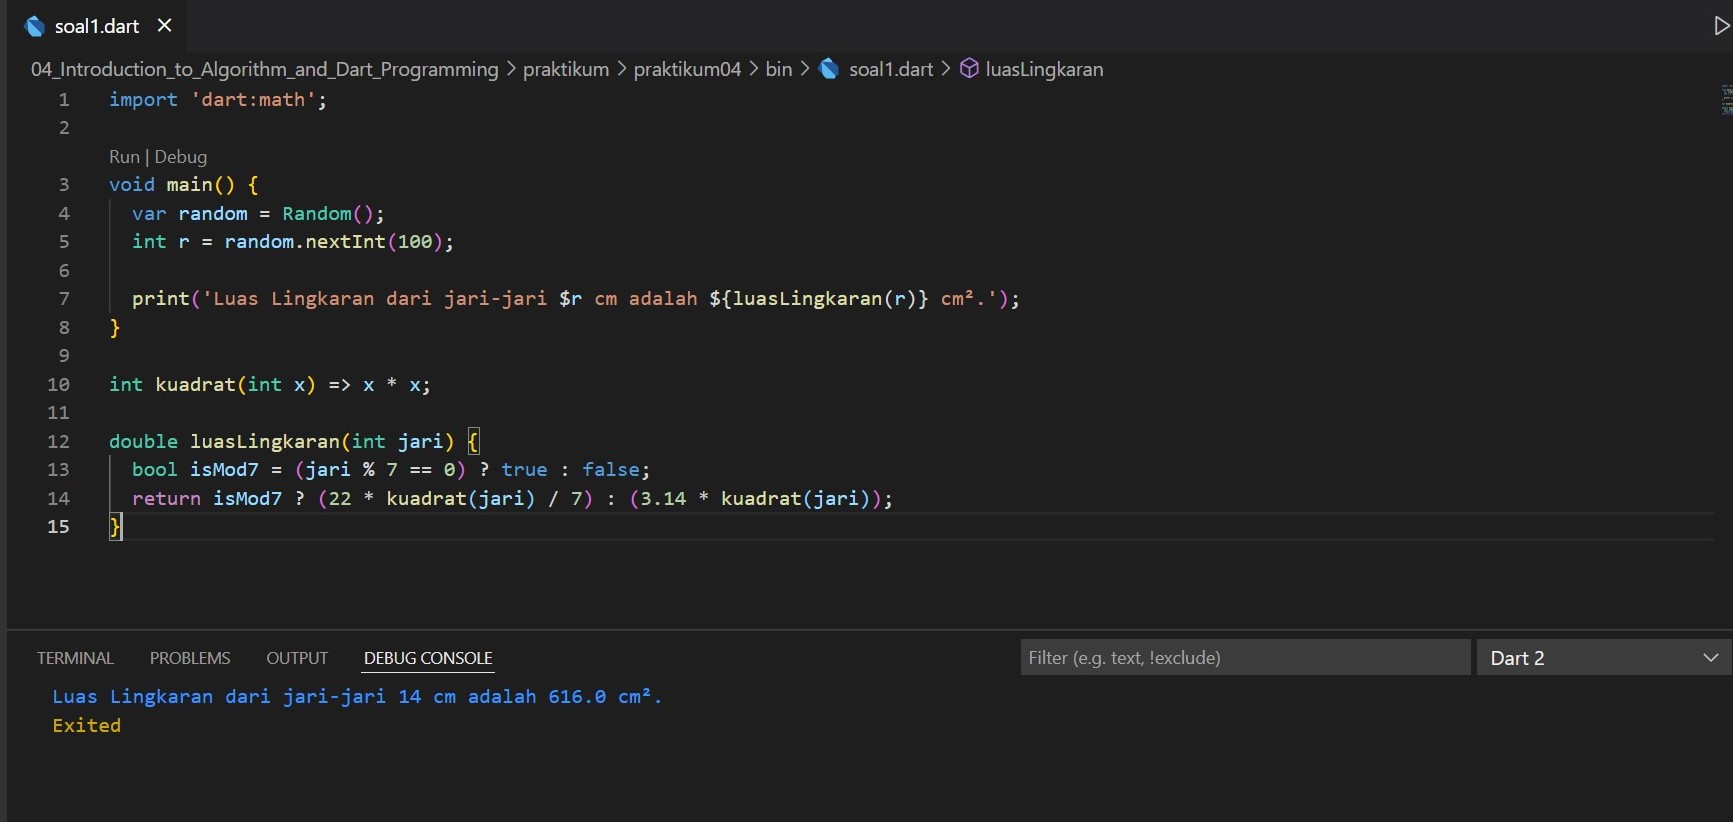 soal1.dart
04_Introduction_to_Algorithm_and_Dart_Programming > praktikum > praktikum04 > bin > soal1.dart > luasLingkaran
1 import 'dart:math';
2
Run | Debug
3 void main() {
4   var random = Random();
5   int r = random.nextInt(100);
6
7   print('Luas Lingkaran dari jari-jari $r cm adalah ${luasLingkaran(r)} cm².');
8 }
9
10 int kuadrat(int x) => x * x;
11
12 double luasLingkaran(int jari) {
13   bool isMod7 = (jari % 7 == 0) ? true : false;
14   return isMod7 ? (22 * kuadrat(jari) / 7) : (3.14 * kuadrat(jari));
15 }
TERMINAL PROBLEMS OUTPUT DEBUG CONSOLE Filter (e.g. text, !exclude) Dart 2
Luas Lingkaran dari jari-jari 14 cm adalah 616.0 cm².
Exited